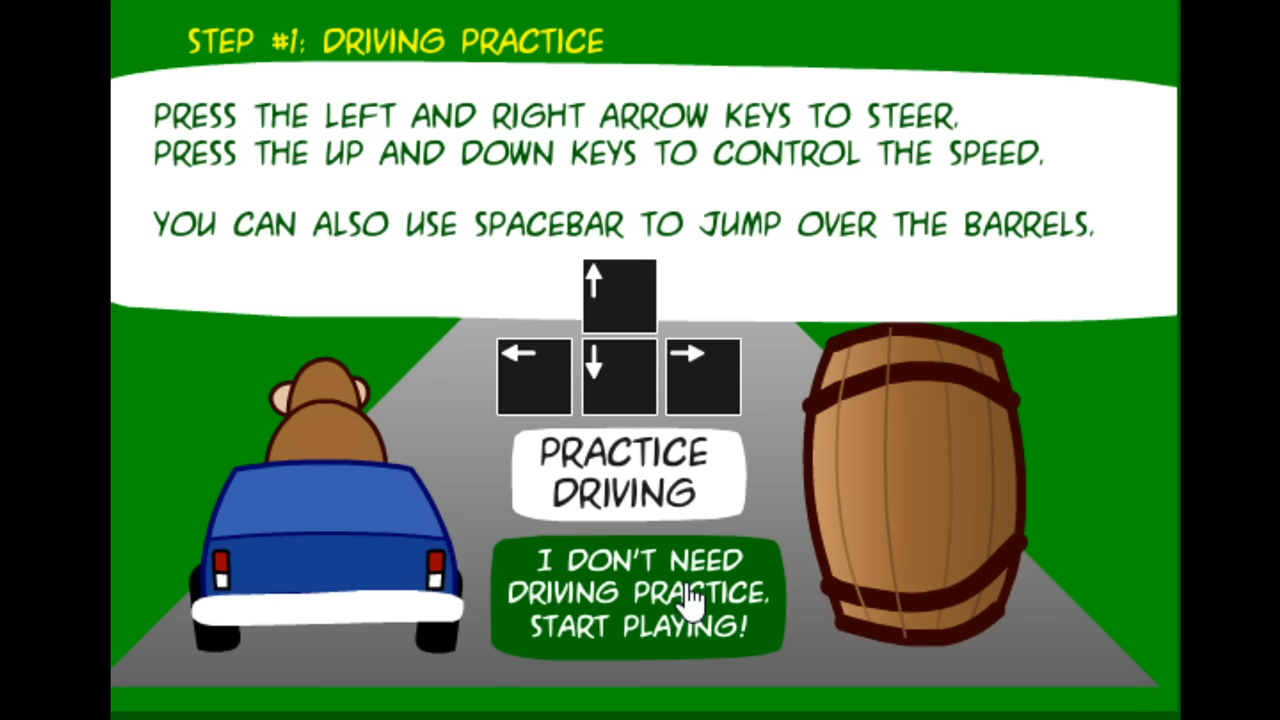 STEP #1: DRIVING PRACTICE
PRESS THE LEFT AND RIGHT ARROW KEYS TO STEER.
PRESS THE UP AND DOWN KEYS TO CONTROL THE SPEED.
YOU CAN ALSO USE SPACEBAR TO JUMP OVER THE BARRELS.
PRACTICE
DRIVING
I DON'T NEED
DRIVING PRACTICE.
START PLAYING!